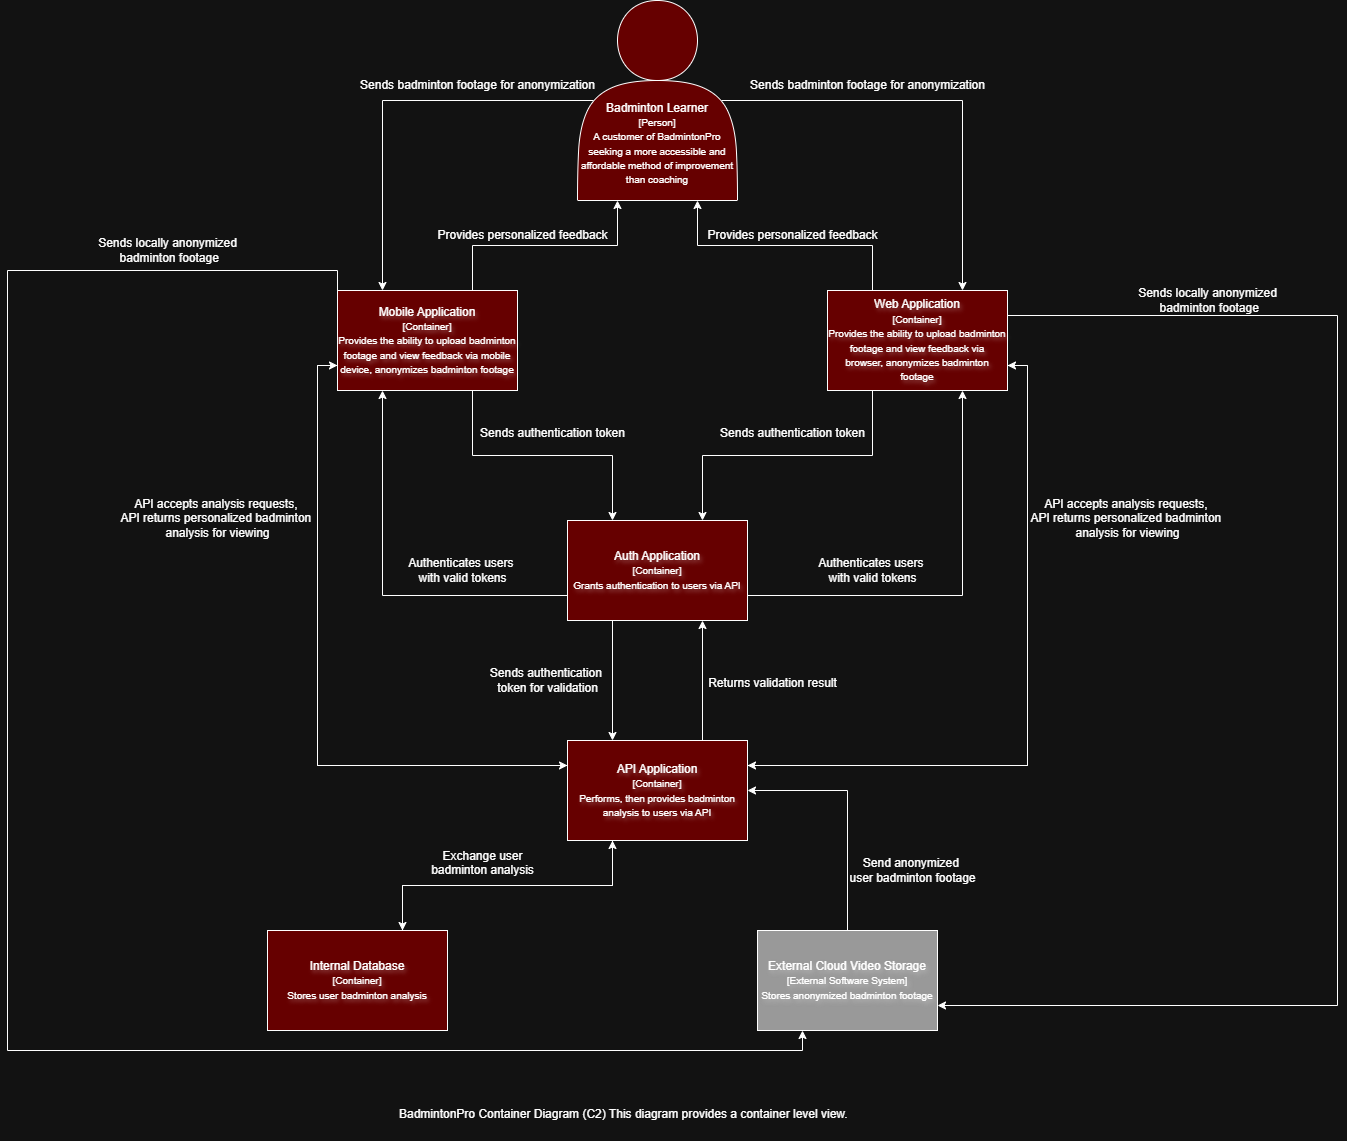 Sends badminton footage for anonymization
Sends badminton footage for anonymization
Badminton Learner
[Person]
A customer of BadmintonPro
seeking a more accessible and
affordable method of improvement
than coaching
Provides personalized feedback
Provides personalized feedback
Sends locally anonymized
badminton footage
Sends locally anonymized
badminton footage
Mobile Application
[Container]
Provides the ability to upload badminton
footage and view feedback via mobile
device, anonymizes badminton footage
Web Application
[Container]
Provides the ability to upload badminton
footage and view feedback via
browser, anonymizes badminton
footage
Sends authentication token
Sends authentication token
API accepts analysis requests,
API returns personalized badminton
analysis for viewing
API accepts analysis requests,
API returns personalized badminton
analysis for viewing
Auth Application
[Container]
Grants authentication to users via API
Authenticates users
with valid tokens
Authenticates users
with valid tokens
Sends authentication
token for validation
Returns validation result
API Application
[Container]
Performs, then provides badminton
analysis to users via API
Exchange user
badminton analysis
Send anonymized
user badminton footage
Internal Database
[Container]
Stores user badminton analysis
External Cloud Video Storage
[External Software System]
Stores anonymized badminton footage
BadmintonPro Container Diagram (C2) This diagram provides a container level view.